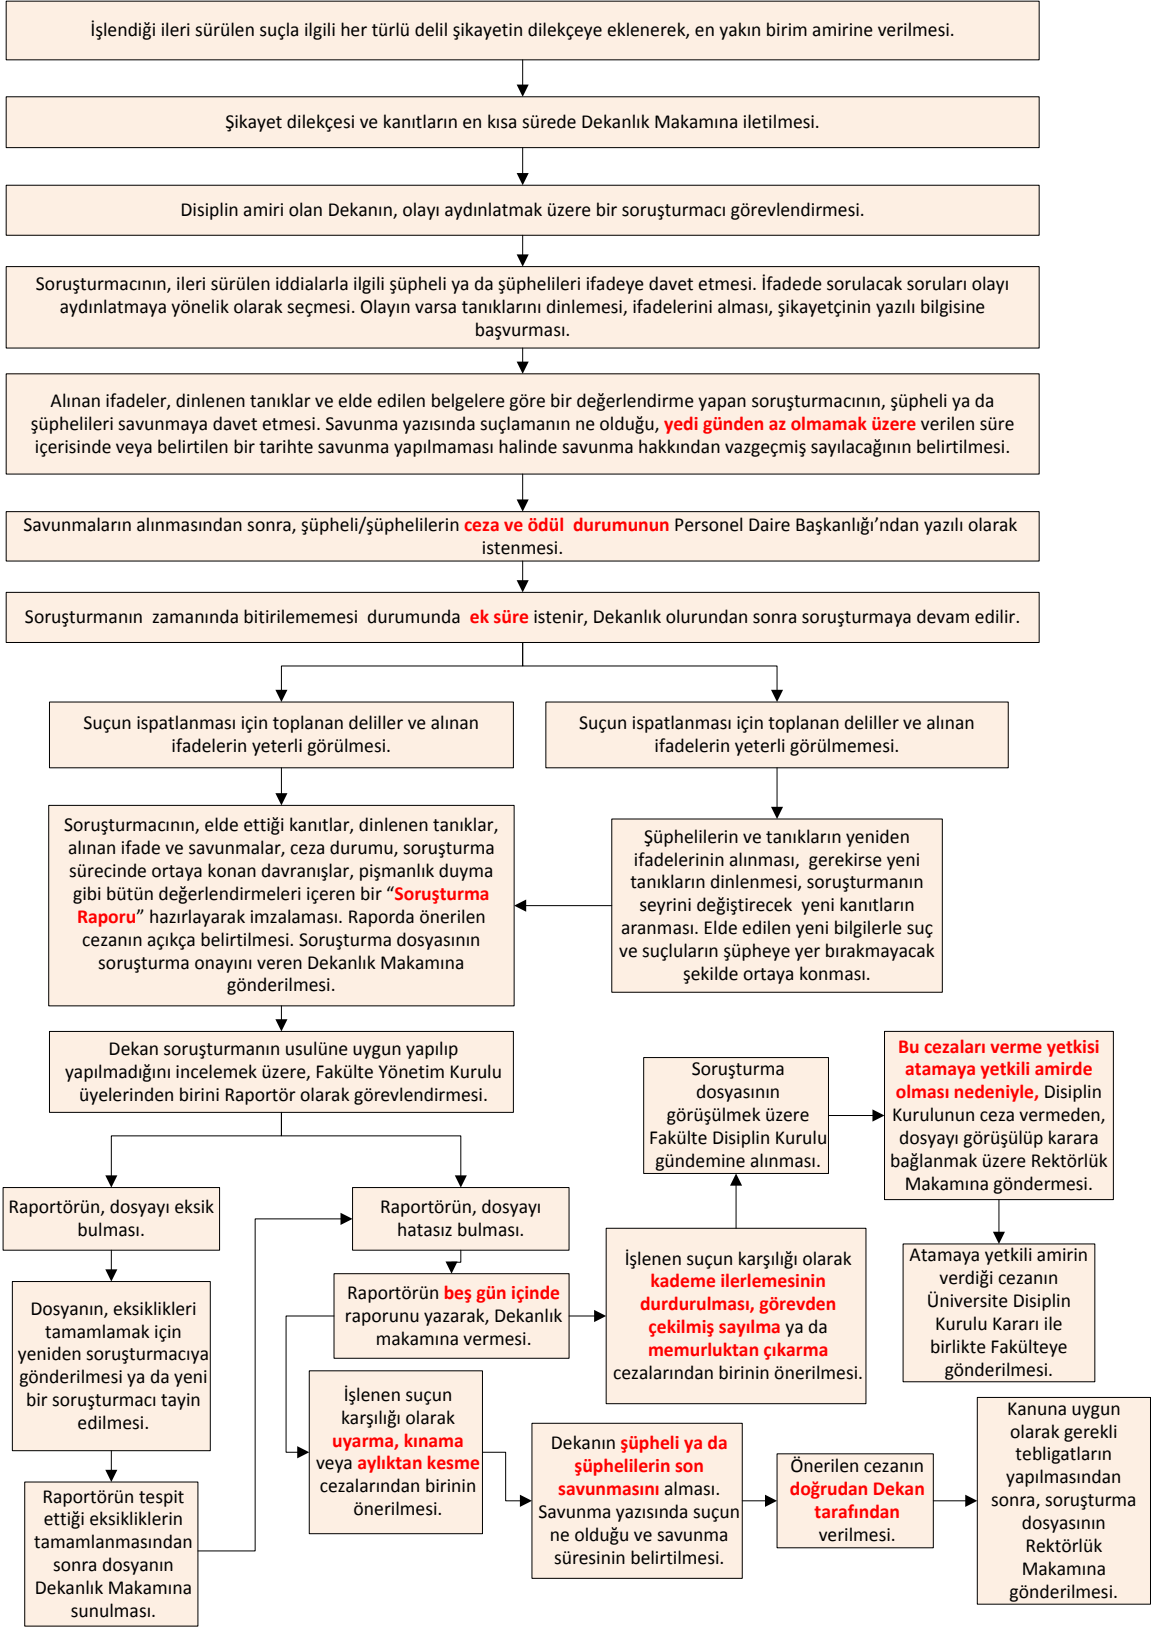 İşlendiği ileri sürülen suçla ilgili her türlü delil şikayetin dilekçeye eklenerek, en yakın birim amirine verilmesi.
Şikayet dilekçesi ve kanıtların en kısa sürede Dekanlık Makamına iletilmesi.
Disiplin amiri olan Dekanın, olayı aydınlatmak üzere bir soruşturmacı görevlendirmesi.
Soruşturmacının, ileri sürülen iddialarla ilgili şüpheli ya da şüphelileri ifadeye davet etmesi. İfadede sorulacak soruları olayı
aydınlatmaya yönelik olarak seçmesi. Olayın varsa tanıklarını dinlemesi, ifadelerini alması, şikayetçinin yazılı bilgisine
başvurması.
Alınan ifadeler, dinlenen tanıklar ve elde edilen belgelere göre bir değerlendirme yapan soruşturmacının, şüpheli ya da
şüphelileri savunmaya davet etmesi. Savunma yazısında suçlamanın ne olduğu, yedi günden az olmamak üzere verilen süre
içerisinde veya belirtilen bir tarihte savunma yapılmaması halinde savunma hakkından vazgeçmiş sayılacağının belirtilmesi.
Savunmaların alınmasından sonra, şüpheli/şüphelilerin ceza ve ödül durumunun Personel Daire Başkanlığı’ndan yazılı olarak
istenmesi.
Soruşturmanın zamanında bitirilememesi durumunda ek süre istenir, Dekanlık olurundan sonra soruşturmaya devam edilir.
Suçun ispatlanması için toplanan deliller ve alınan
ifadelerin yeterli görülmesi.
Suçun ispatlanması için toplanan deliller ve alınan
ifadelerin yeterli görülmemesi.
Soruşturmacının, elde ettiği kanıtlar, dinlenen tanıklar,
alınan ifade ve savunmalar, ceza durumu, soruşturma
sürecinde ortaya konan davranışlar, pişmanlık duyma
gibi bütün değerlendirmeleri içeren bir “Soruşturma
Raporu” hazırlayarak imzalaması. Raporda önerilen
cezanın açıkça belirtilmesi. Soruşturma dosyasının
soruşturma onayını veren Dekanlık Makamına
gönderilmesi.
Şüphelilerin ve tanıkların yeniden
ifadelerinin alınması, gerekirse yeni
tanıkların dinlenmesi, soruşturmanın
seyrini değiştirecek yeni kanıtların
aranması. Elde edilen yeni bilgilerle suç
ve suçluların şüpheye yer bırakmayacak
şekilde ortaya konması.
Dekan soruşturmanın usulüne uygun yapılıp
yapılmadığını incelemek üzere, Fakülte Yönetim Kurulu
üyelerinden birini Raportör olarak görevlendirmesi.
Soruşturma
dosyasının
görüşülmek üzere
Fakülte Disiplin Kurulu
gündemine alınması.
Bu cezaları verme yetkisi
atamaya yetkili amirde
olması nedeniyle, Disiplin
Kurulunun ceza vermeden,
dosyayı görüşülüp karara
bağlanmak üzere Rektörlük
Makamına göndermesi.
Raportörün, dosyayı eksik
bulması.
Raportörün, dosyayı
hatasız bulması.
İşlenen suçun karşılığı olarak
kademe ilerlemesinin
durdurulması, görevden
çekilmiş sayılma ya da
memurluktan çıkarma
cezalarından birinin önerilmesi.
Atamaya yetkili amirin
verdiği cezanın
Üniversite Disiplin
Kurulu Kararı ile
birlikte Fakülteye
gönderilmesi.
Dosyanın, eksiklikleri
tamamlamak için
yeniden soruşturmacıya
gönderilmesi ya da yeni
bir soruşturmacı tayin
edilmesi.
Raportörün beş gün içinde
raporunu yazarak, Dekanlık
makamına vermesi.
İşlenen suçun
karşılığı olarak
uyarma, kınama
veya aylıktan kesme
cezalarından birinin
önerilmesi.
Dekanın şüpheli ya da
şüphelilerin son
savunmasını alması.
Savunma yazısında suçun
ne olduğu ve savunma
süresinin belirtilmesi.
Önerilen cezanın
doğrudan Dekan
tarafından
verilmesi.
Kanuna uygun
olarak gerekli
tebligatların
yapılmasından
sonra, soruşturma
dosyasının
Rektörlük
Makamına
gönderilmesi.
Raportörün tespit
ettiği eksikliklerin
tamamlanmasından
sonra dosyanın
Dekanlık Makamına
sunulması.